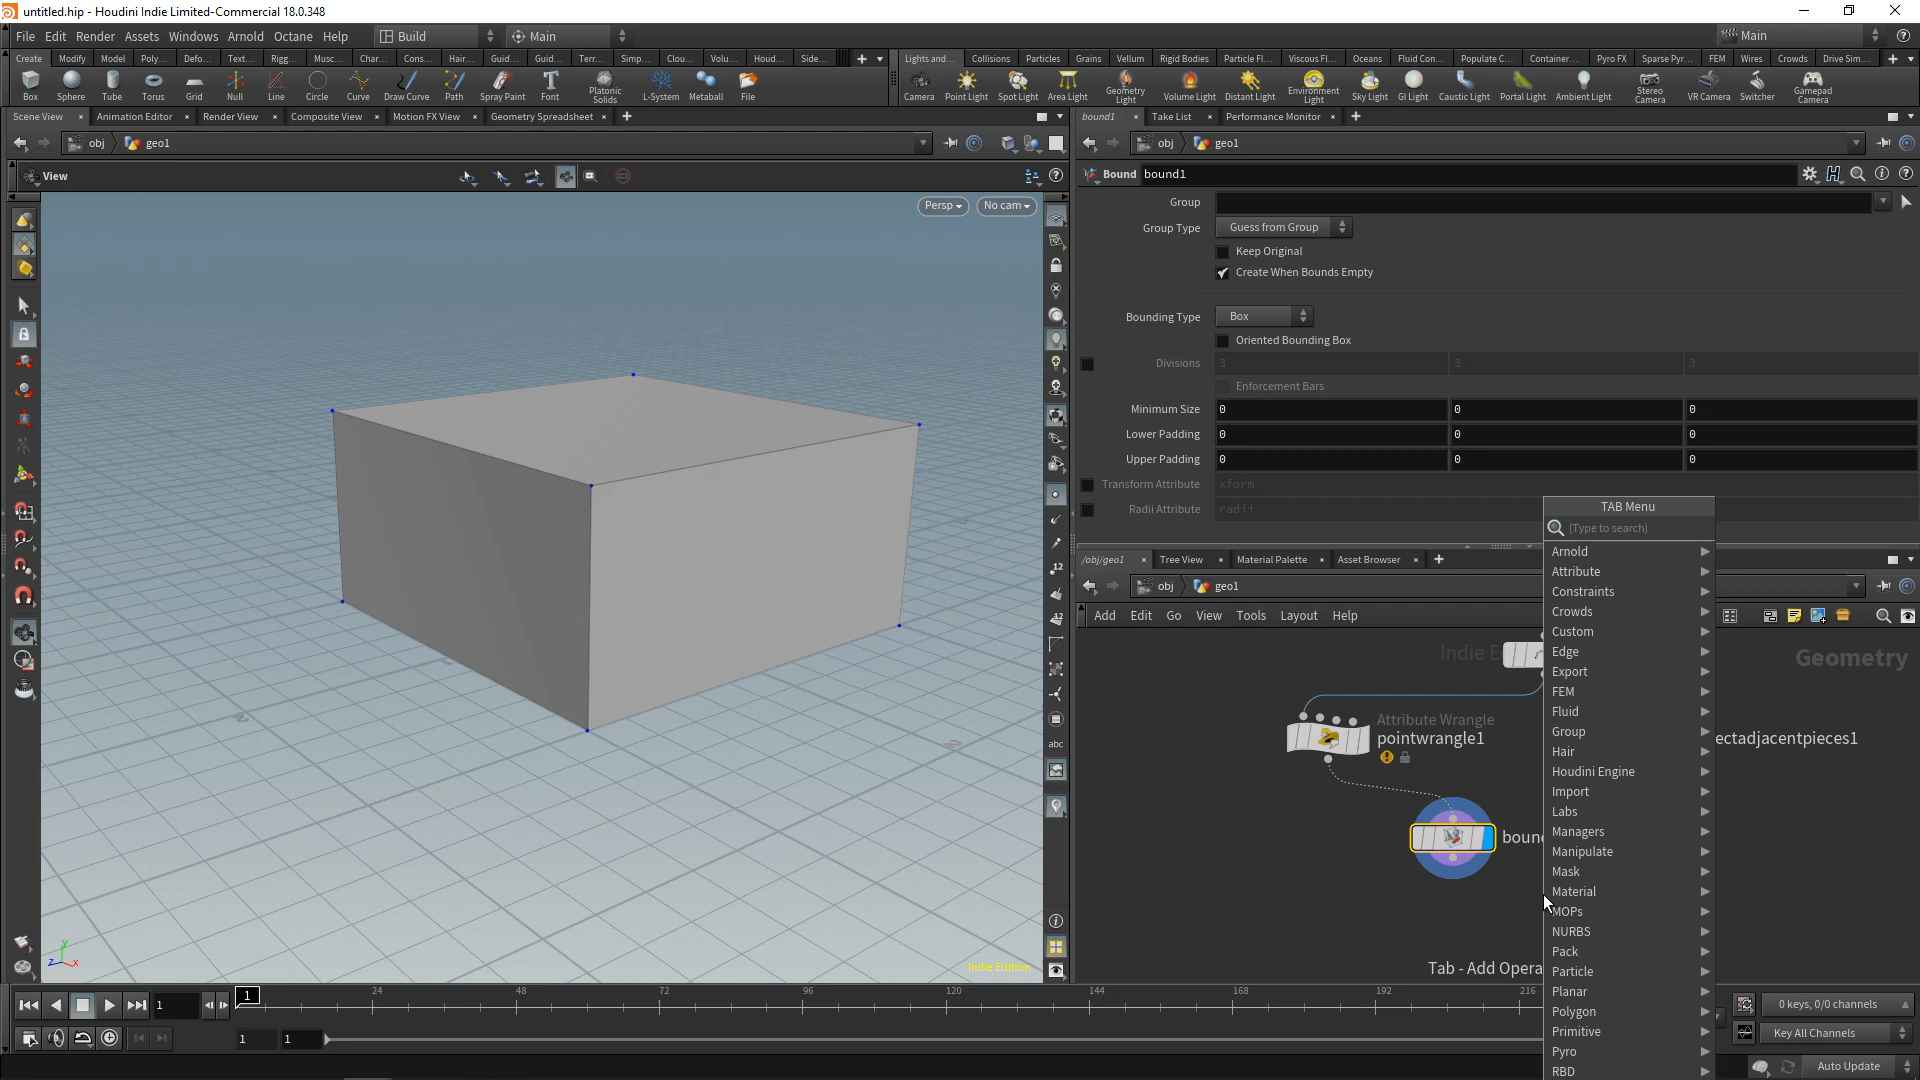 untitled.hip - Houdini Indie Limited-Commercial 18.0.348
File Edit Render Assets Windows Arnold Octane Help Build Main Main
Create Modify Model Poly... Defo... Text... Rigg... Musc... Char... Cons... Hair... Guid... Guid... Terr... Simp... Clou... Volu... Houd... Side...
Lights and... Collisions Particles Grains Vellum Rigid Bodies Particle Fl... Viscous Fl... Oceans Fluid Con... Populate C... Container... Pyro FX Sparse Pyr... FEM Wires Crowds Drive Sim...
Box Sphere Tube Torus Grid Null Line Circle Curve Draw Curve Path Spray Paint Font Platonic Solids L-System Metaball File
Camera Point Light Spot Light Area Light Geometry Light Volume Light Distant Light Environment Light Sky Light GI Light Caustic Light Portal Light Ambient Light Stereo Camera VR Camera Switcher Gamepad Camera
Scene View Animation Editor Render View Composite View Motion FX View Geometry Spreadsheet
bound1 Take List Performance Monitor
obj geo1
obj geo1
View
Persp No cam
Bound bound1
Group
Group Type Guess from Group
Keep Original
Create When Bounds Empty
Bounding Type Box
Oriented Bounding Box
Divisions 3 3 3
Enforcement Bars
Minimum Size 0 0 0
Lower Padding 0 0 0
Upper Padding 0 0 0
Transform Attribute xform
Radii Attribute radii
12
12
abc
/obj/geo1 Tree View Material Palette Asset Browser
obj geo1
Add Edit Go View Tools Layout Help
Indie E
Geometry
Attribute Wrangle
pointwrangle1
ectadjacentpieces1
boun
Tab - Add Opera
TAB Menu
(Type to search)
Arnold
Attribute
Constraints
Crowds
Custom
Edge
Export
FEM
Fluid
Group
Hair
Houdini Engine
Import
Labs
Managers
Manipulate
Mask
Material
MOPs
NURBS
Pack
Particle
Planar
Polygon
Primitive
Pyro
RBD
y
z x
Indie Edition
1 1 24 48 72 96 120 144 168 192 216
0 keys, 0/0 channels
1 1
Key All Channels
Auto Update